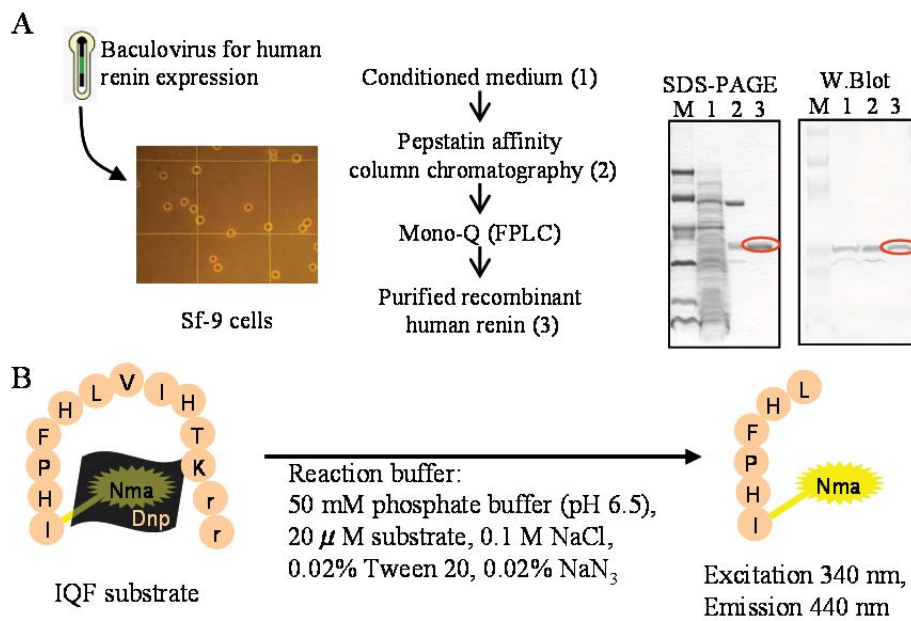 A
Baculovirus for human
renin expression
Sf-9 cells
Conditioned medium (1)
Pepstatin affinity
column chromatography (2)
Mono-Q (FPLC)
Purified recombinant
human renin (3)
SDS-PAGE
M 1 2 3
W.Blot
M 1 2 3
B
I H P F H L V I H T K r r
Nma
Dnp
IQF substrate
Reaction buffer:
50 mM phosphate buffer (pH 6.5),
20 μM substrate, 0.1 M NaCl,
0.02% Tween 20, 0.02% NaN₃
I H P F H L
Nma
Excitation 340 nm,
Emission 440 nm